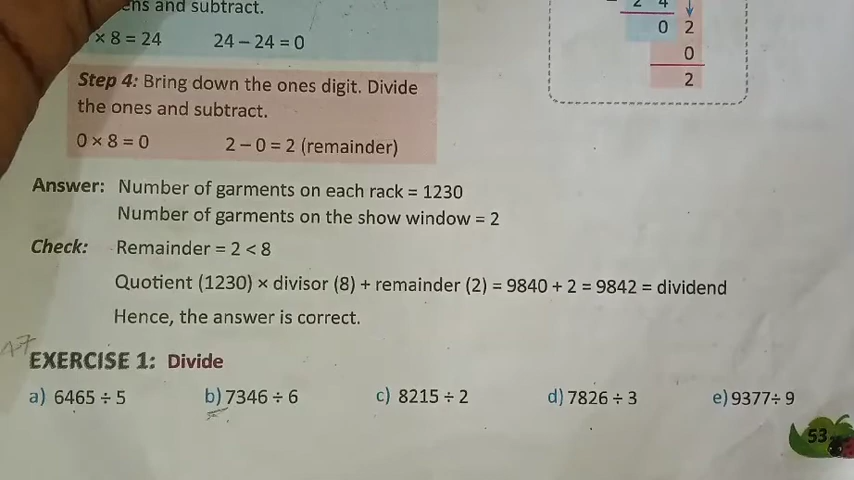 and subtract.
× 8 = 24 24 – 24 = 0
Step 4: Bring down the ones digit. Divide
the ones and subtract.
0 × 8 = 0 2 – 0 = 2 (remainder)
– 2 4
0 2
0
2
Answer: Number of garments on each rack = 1230
Number of garments on the show window = 2
Check: Remainder = 2 < 8
Quotient (1230) × divisor (8) + remainder (2) = 9840 + 2 = 9842 = dividend
Hence, the answer is correct.
EXERCISE 1: Divide
a) 6465 ÷ 5 b) 7346 ÷ 6 c) 8215 ÷ 2 d) 7826 ÷ 3 e) 9377÷ 9
53